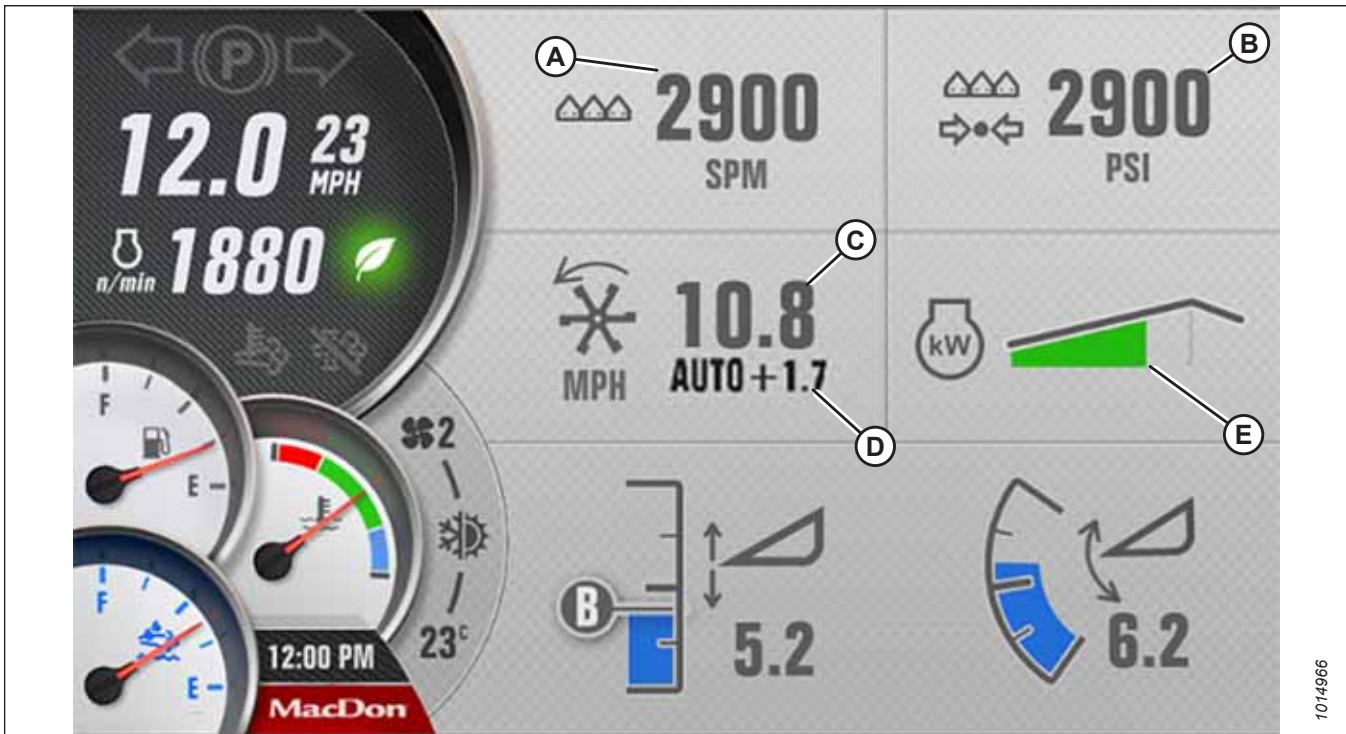 P
12.0 23
MPH
n/min 1880
F
E
F
E
2
23°C
12:00 PM
MacDon
A
2900
SPM
B
2900
PSI
C
10.8
MPH
AUTO+1.7
D
kW
E
B
5.2
6.2
1014966